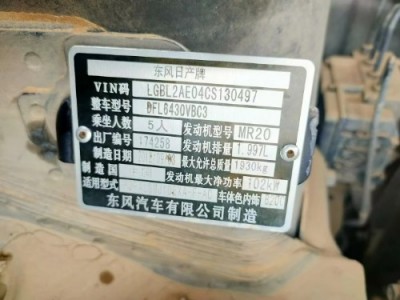 东风日产牌
VIN码 LGBL2AE04CS130497
整车型号 DFL6430VBC3
乘坐人数 5人 发动机型号 MR20
出厂编号 174258 发动机排量 1.997L
制造日期 最大允许总质量 1930kg
制造国 发动机最大净功率 102kW
适用型式 车体色内饰
东风汽车有限公司制造